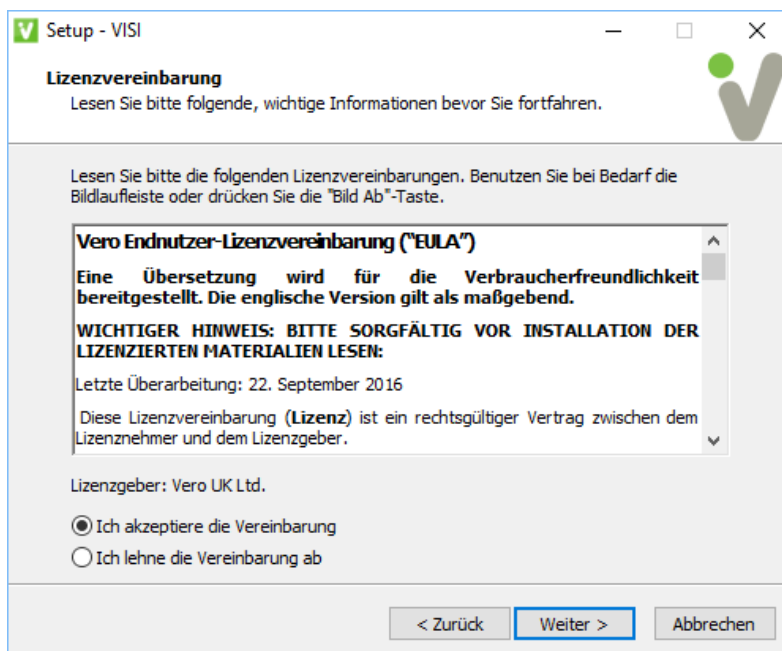 Setup - VISI
Lizenzvereinbarung
Lesen Sie bitte folgende, wichtige Informationen bevor Sie fortfahren.
Lesen Sie bitte die folgenden Lizenzvereinbarungen. Benutzen Sie bei Bedarf die
Bildlaufleiste oder drücken Sie die "Bild Ab"-Taste.
Vero Endnutzer-Lizenzvereinbarung (“EULA”)
Eine Übersetzung wird für die Verbraucherfreundlichkeit
bereitgestellt. Die englische Version gilt als maßgebend.
WICHTIGER HINWEIS: BITTE SORGFÄLTIG VOR INSTALLATION DER
LIZENZIERTEN MATERIALIEN LESEN:
Letzte Überarbeitung: 22. September 2016
Diese Lizenzvereinbarung (Lizenz) ist ein rechtsgültiger Vertrag zwischen dem
Lizenznehmer und dem Lizenzgeber.
Lizenzgeber: Vero UK Ltd.
Ich akzeptiere die Vereinbarung
Ich lehne die Vereinbarung ab
< Zurück
Weiter >
Abbrechen